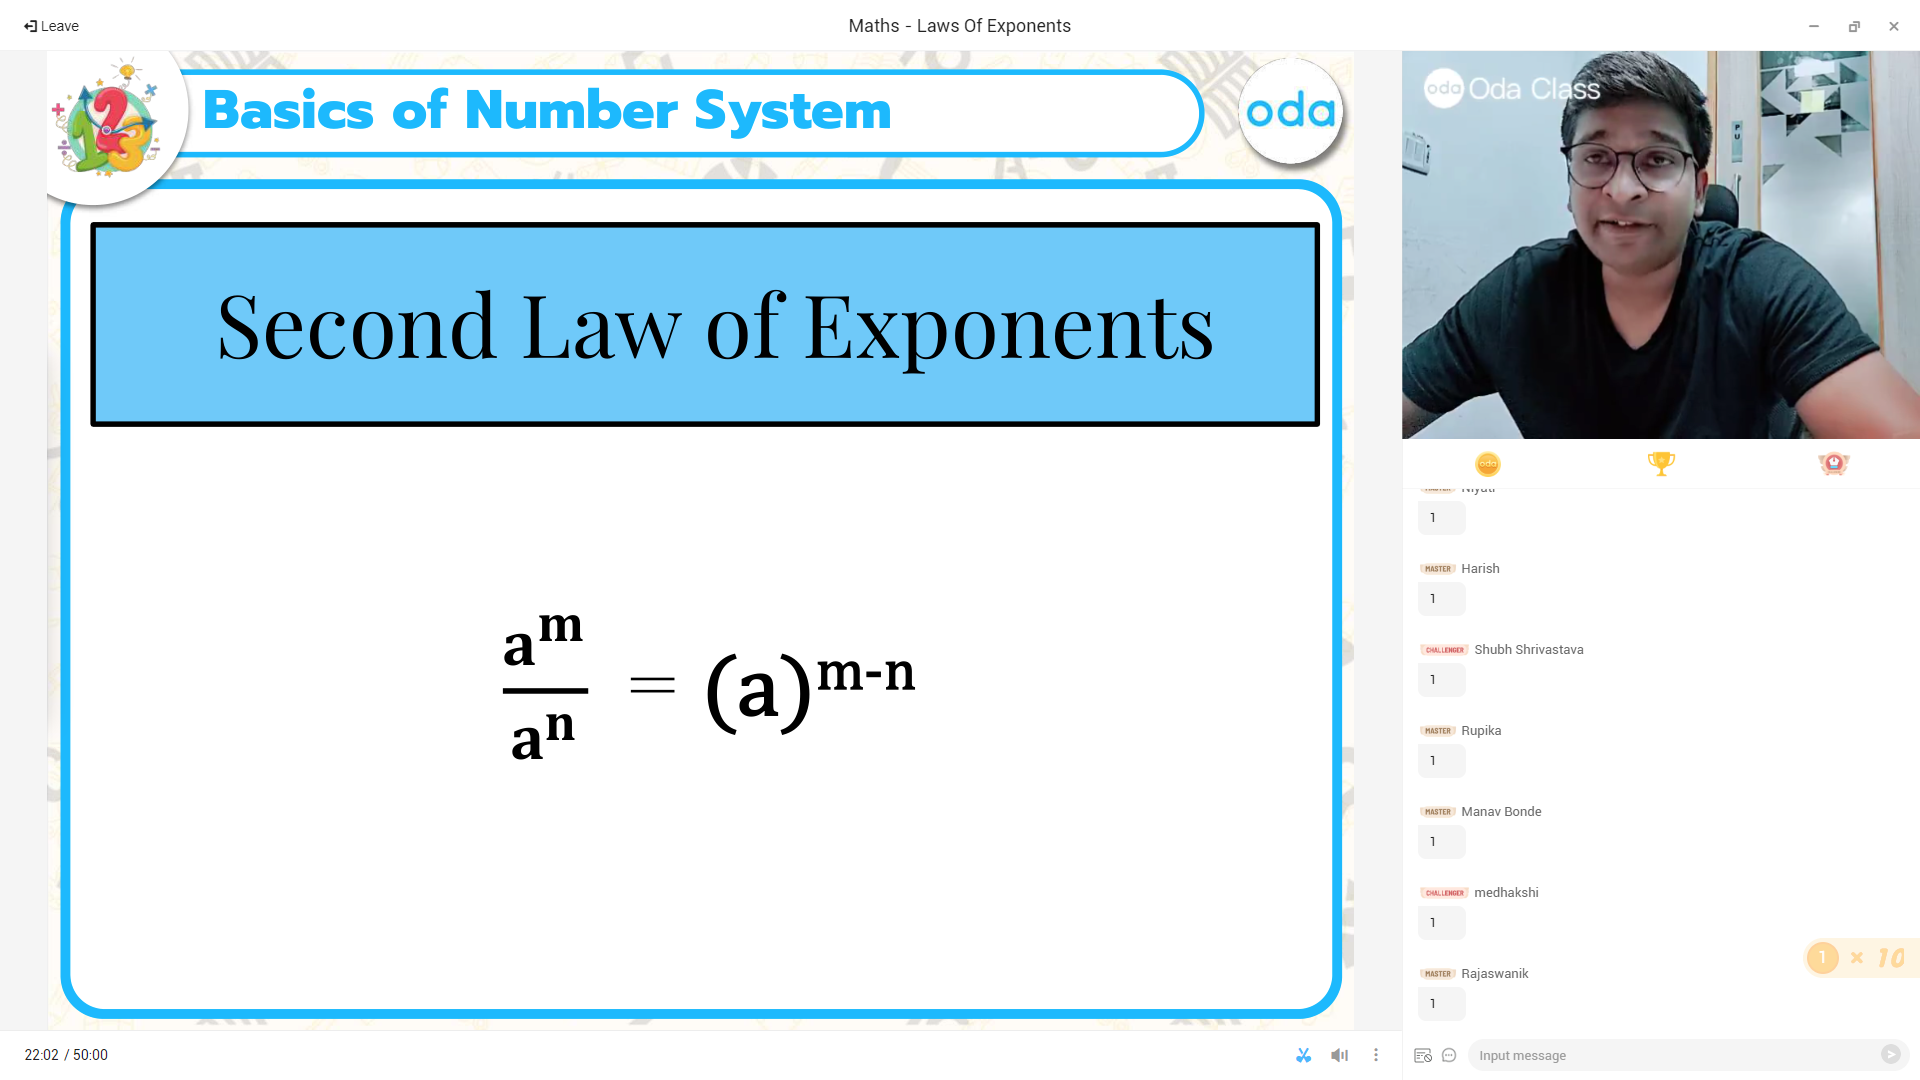 Leave
Maths - Laws Of Exponents
Basics of Number System
oda
Second Law of Exponents
a^m / a^n = (a)^m-n
oda Oda Class
oda
MASTER Niyati
1
MASTER Harish
1
CHALLENGER Shubh Shrivastava
1
MASTER Rupika
1
MASTER Manav Bonde
1
CHALLENGER medhakshi
1
MASTER Rajaswanik
1
1 × 10
22:02 / 50:00
Input message